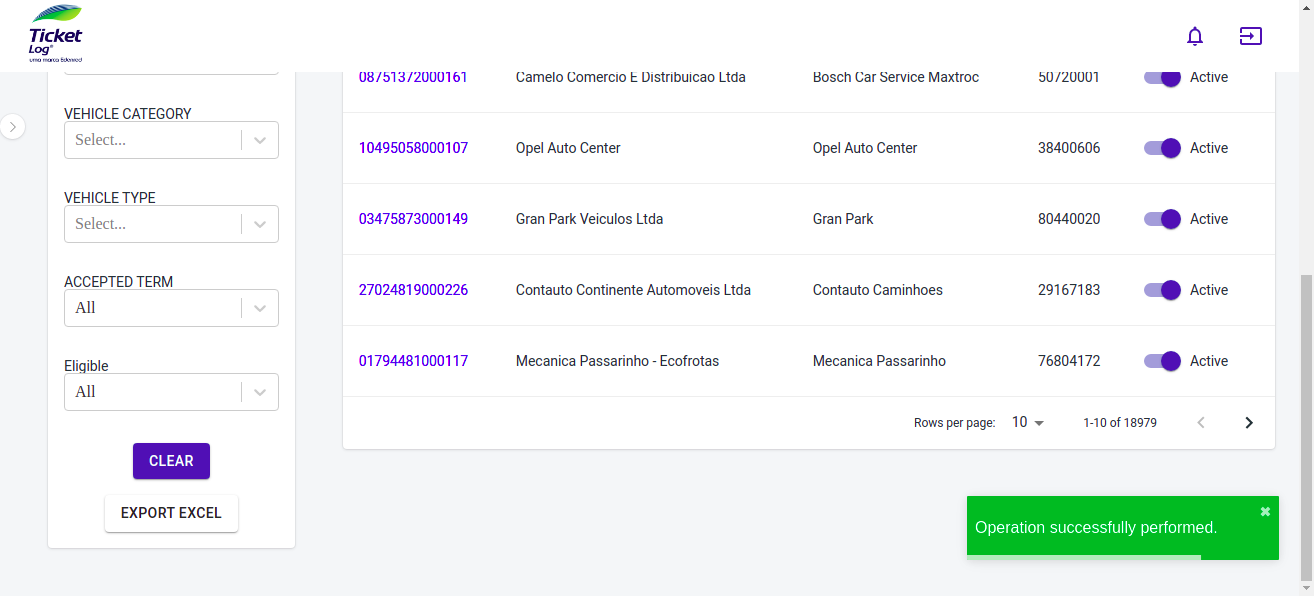 Ticket
Log®
uma marca Edenred
08751372000161 Camelo Comercio E Distribuicao Ltda Bosch Car Service Maxtroc 50720001 Active
VEHICLE CATEGORY
Select...
10495058000107 Opel Auto Center Opel Auto Center 38400606 Active
VEHICLE TYPE
Select...
03475873000149 Gran Park Veiculos Ltda Gran Park 80440020 Active
ACCEPTED TERM
All
27024819000226 Contauto Continente Automoveis Ltda Contauto Caminhoes 29167183 Active
Eligible
All
01794481000117 Mecanica Passarinho - Ecofrotas Mecanica Passarinho 76804172 Active
Rows per page: 10 1-10 of 18979
CLEAR
EXPORT EXCEL
Operation successfully performed.